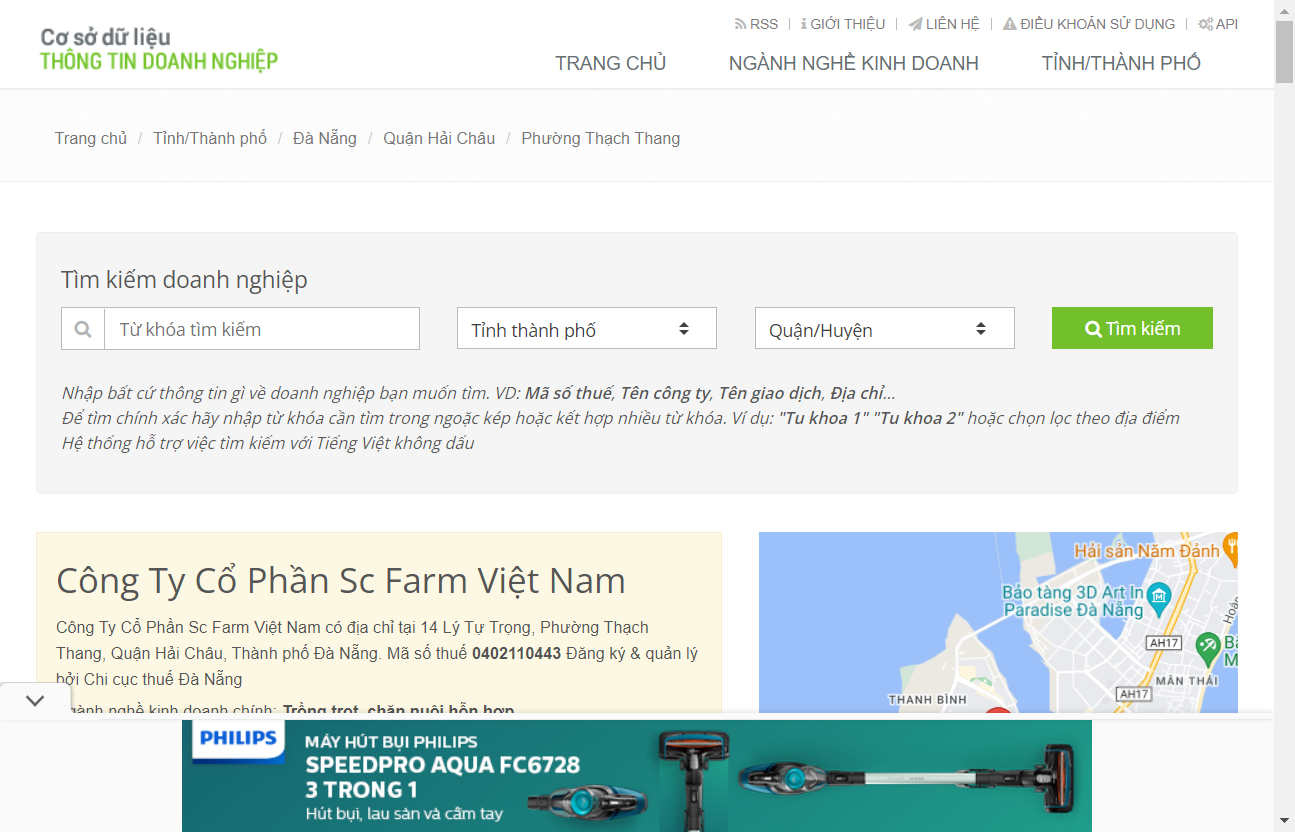 RSS | GIỚI THIỆU | LIÊN HỆ | ĐIỀU KHOẢN SỬ DỤNG | API
Cơ sở dữ liệu
THÔNG TIN DOANH NGHIỆP
TRANG CHỦ NGÀNH NGHỀ KINH DOANH TỈNH/THÀNH PHỐ
Trang chủ / Tỉnh/Thành phố / Đà Nẵng / Quận Hải Châu / Phường Thạch Thang
Tìm kiếm doanh nghiệp
Từ khóa tìm kiếm Tỉnh thành phố Quận/Huyện Tìm kiếm
Nhập bất cứ thông tin gì về doanh nghiệp bạn muốn tìm. VD: Mã số thuế, Tên công ty, Tên giao dịch, Địa chỉ...
Để tìm chính xác hãy nhập từ khóa cần tìm trong ngoặc kép hoặc kết hợp nhiều từ khóa. Ví dụ: "Tu khoa 1" "Tu khoa 2" hoặc chọn lọc theo địa điểm
Hệ thống hỗ trợ việc tìm kiếm với Tiếng Việt không dấu
Công Ty Cổ Phần Sc Farm Việt Nam
Công Ty Cổ Phần Sc Farm Việt Nam có địa chỉ tại 14 Lý Tự Trọng, Phường Thạch
Thang, Quận Hải Châu, Thành phố Đà Nẵng. Mã số thuế 0402110443 Đăng ký & quản lý
bởi Chi cục thuế Đà Nẵng
ngành nghề kinh doanh chính: Trồng trọt, chăn nuôi hỗn hợp
Hải sản Năm Đảnh
Bảo tàng 3D Art In
Paradise Đà Nẵng
AH17
MÂN THÁI
AH17
THANH BÌNH
PHILIPS
MÁY HÚT BỤI PHILIPS
SPEEDPRO AQUA FC6728
3 TRONG 1
Hút bụi, lau sàn và cầm tay